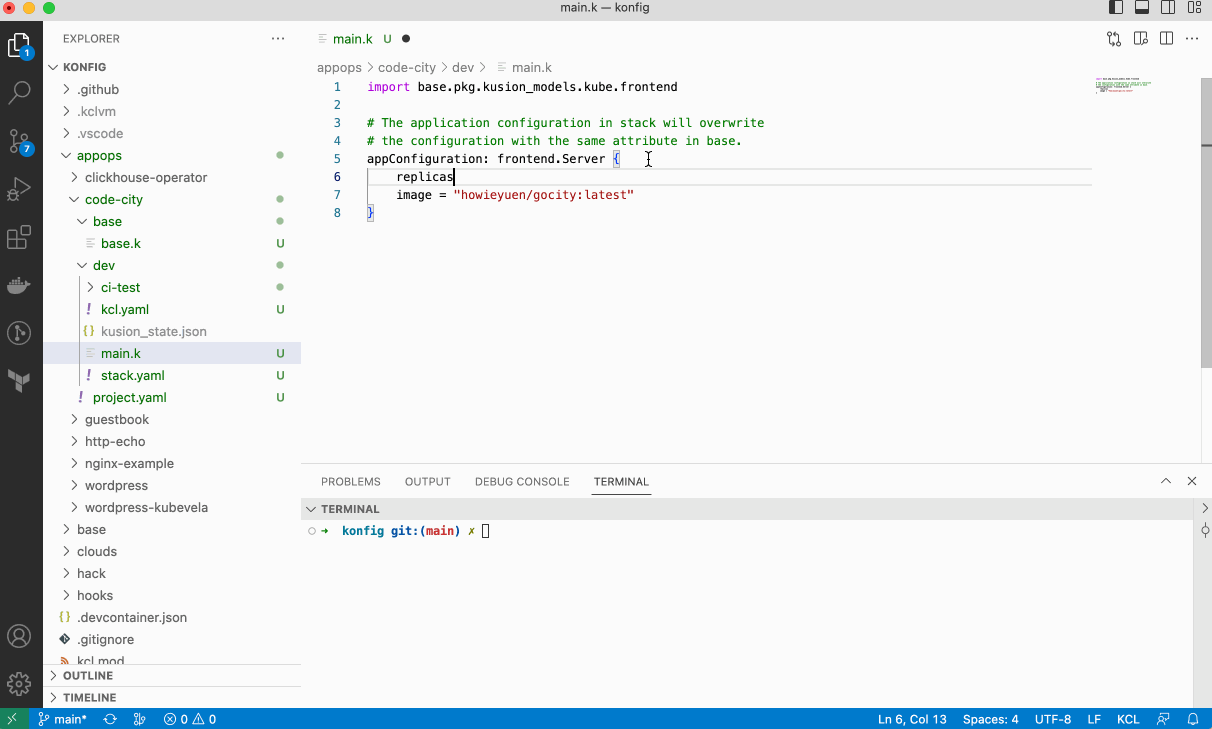 main.k — konfig
EXPLORER
KONFIG
.github
.kclvm
.vscode
appops
clickhouse-operator
code-city
base
base.k U
dev
ci-test
! kcl.yaml U
{} kusion_state.json
main.k U
! stack.yaml U
! project.yaml U
guestbook
http-echo
nginx-example
wordpress
wordpress-kubevela
base
clouds
hack
hooks
{} .devcontainer.json
.gitignore
kcl.mod
OUTLINE
TIMELINE
1
7
main.k U
appops > code-city > dev > main.k
1 import base.pkg.kusion_models.kube.frontend
2
3 # The application configuration in stack will overwrite
4 # the configuration with the same attribute in base.
5 appConfiguration: frontend.Server {
6 replicas
7 image = "howieyuen/gocity:latest"
8 }
PROBLEMS OUTPUT DEBUG CONSOLE TERMINAL
TERMINAL
➜ konfig git:(main) ✗
main* 0 0 Ln 6, Col 13 Spaces: 4 UTF-8 LF KCL